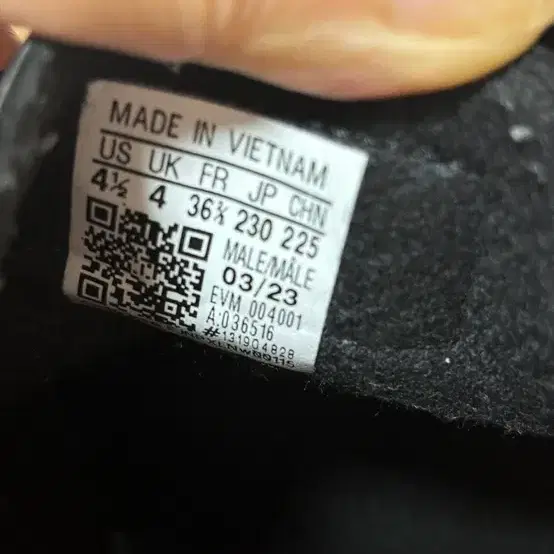 MADE IN VIETNAM
US UK FR JP CHN
4½ 4 36⅔ 230 225
MALE/MÂLE
03/23
EVM 004001
A:036516
#:131904828